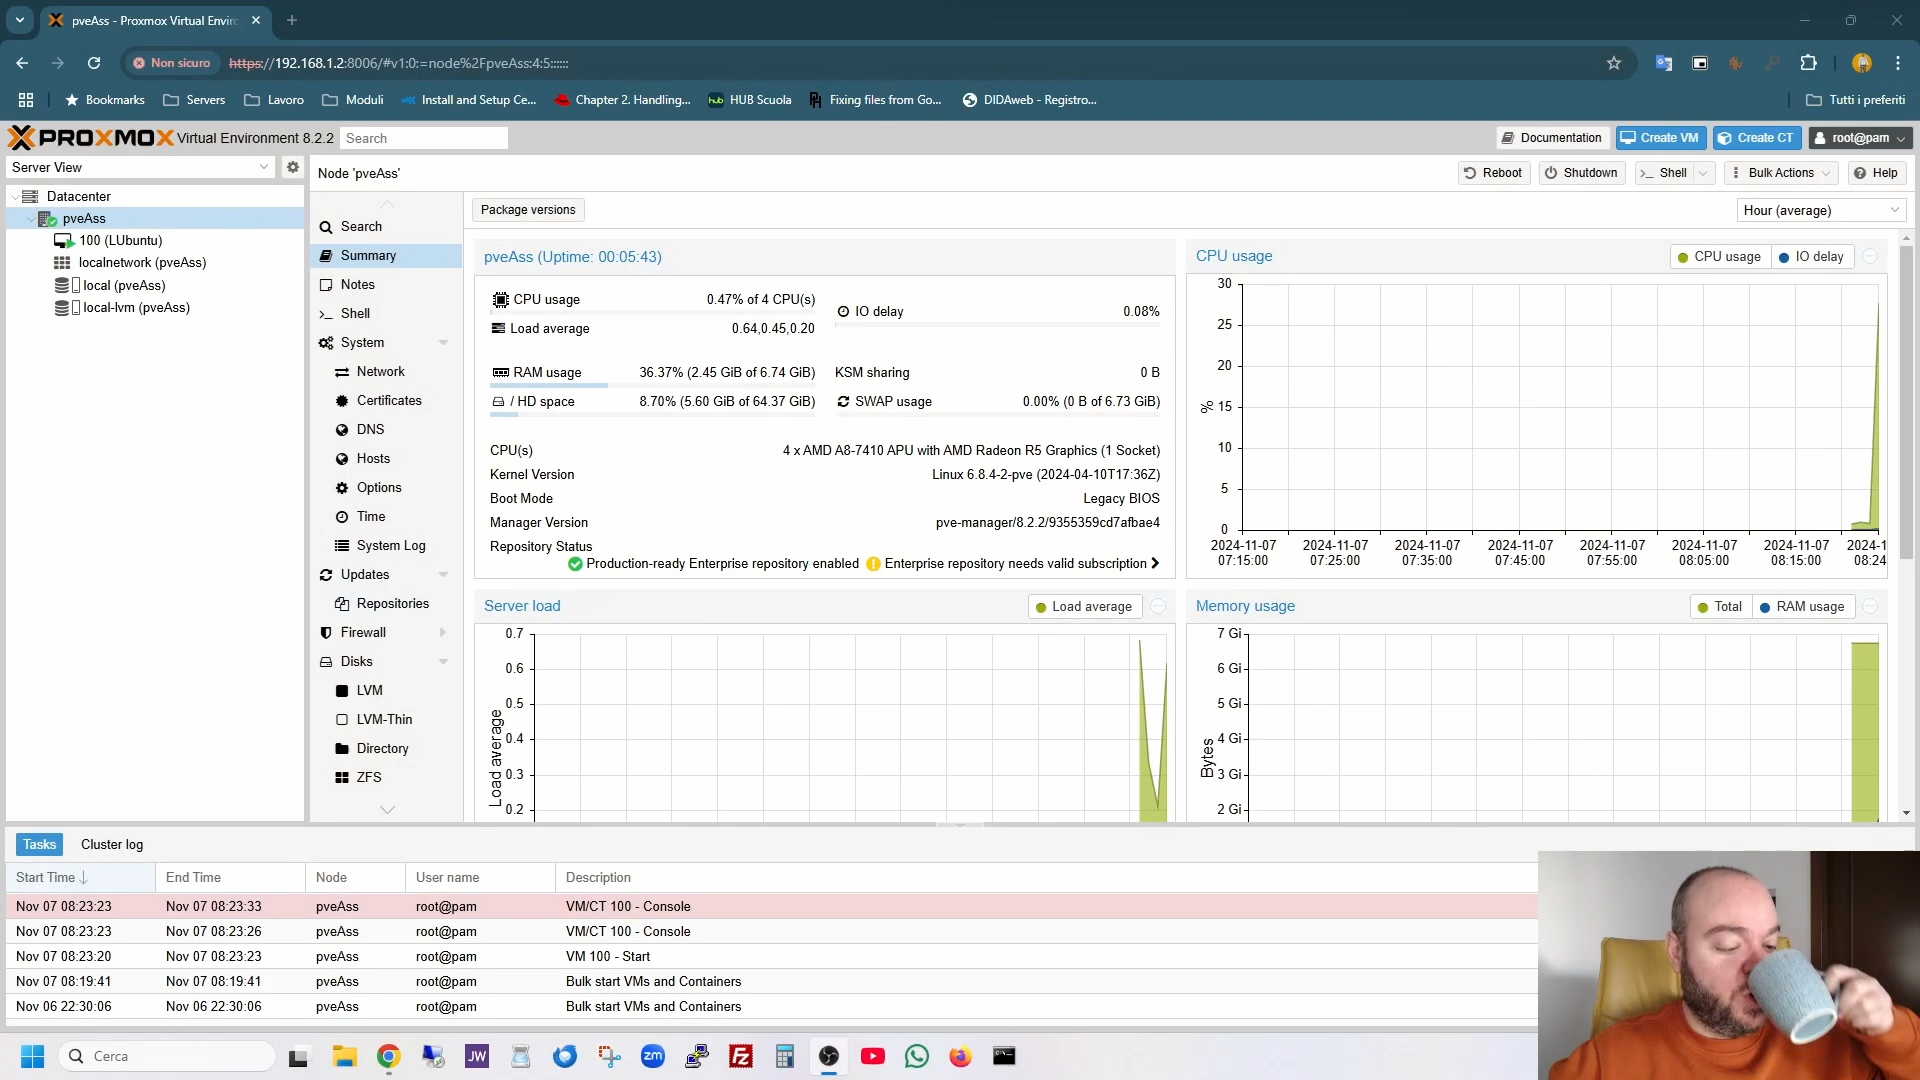 pveAss - Proxmox Virtual Enviro
Non sicuro
https://192.168.1.2:8006/#v1:0:=node%2FpveAss:4:5::::::
Bookmarks
Servers
Lavoro
Moduli
Install and Setup Ce...
Chapter 2. Handling...
HUB Scuola
Fixing files from Go...
DIDAweb - Registro...
Tutti i preferiti
PROXMOX Virtual Environment 8.2.2
Search
Documentation
Create VM
Create CT
root@pam
Server View
Node 'pveAss'
Reboot
Shutdown
Shell
Bulk Actions
Help
Datacenter
pveAss
100 (LUbuntu)
localnetwork (pveAss)
local (pveAss)
local-lvm (pveAss)
Search
Summary
Notes
Shell
System
Network
Certificates
DNS
Hosts
Options
Time
System Log
Updates
Repositories
Firewall
Disks
LVM
LVM-Thin
Directory
ZFS
Package versions
Hour (average)
pveAss (Uptime: 00:05:43)
CPU usage 0.47% of 4 CPU(s)
IO delay 0.08%
Load average 0.64,0.45,0.20
RAM usage 36.37% (2.45 GiB of 6.74 GiB)
KSM sharing 0 B
/ HD space 8.70% (5.60 GiB of 64.37 GiB)
SWAP usage 0.00% (0 B of 6.73 GiB)
CPU(s) 4 x AMD A8-7410 APU with AMD Radeon R5 Graphics (1 Socket)
Kernel Version Linux 6.8.4-2-pve (2024-04-10T17:36Z)
Boot Mode Legacy BIOS
Manager Version pve-manager/8.2.2/9355359cd7afbae4
Repository Status
Production-ready Enterprise repository enabled Enterprise repository needs valid subscription
CPU usage
CPU usage IO delay
30
25
20
15
10
5
0
%
2024-11-07 2024-11-07 2024-11-07 2024-11-07 2024-11-07 2024-11-07 2024-11-07 2024-1
07:15:00 07:25:00 07:35:00 07:45:00 07:55:00 08:05:00 08:15:00 08:24
Server load
Load average
0.7
0.6
0.5
0.4
0.3
0.2
Load average
Memory usage
Total RAM usage
7 Gi
6 Gi
5 Gi
4 Gi
3 Gi
2 Gi
Bytes
Tasks Cluster log
Start Time End Time Node User name Description
Nov 07 08:23:23 Nov 07 08:23:33 pveAss root@pam VM/CT 100 - Console
Nov 07 08:23:23 Nov 07 08:23:26 pveAss root@pam VM/CT 100 - Console
Nov 07 08:23:20 Nov 07 08:23:23 pveAss root@pam VM 100 - Start
Nov 07 08:19:41 Nov 07 08:19:41 pveAss root@pam Bulk start VMs and Containers
Nov 06 22:30:06 Nov 06 22:30:06 pveAss root@pam Bulk start VMs and Containers
Cerca
JW
zm